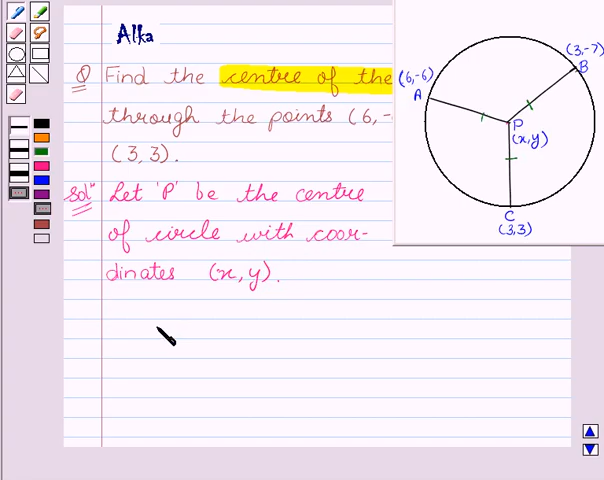 Alka
Q Find the centre of the
through the points (6,-
(3,3).
Solⁿ Let 'P' be the centre
of circle with coor-
dinates (x,y).
(6,-6)
A
(3,-7)
B
P
(x,y)
C
(3,3)